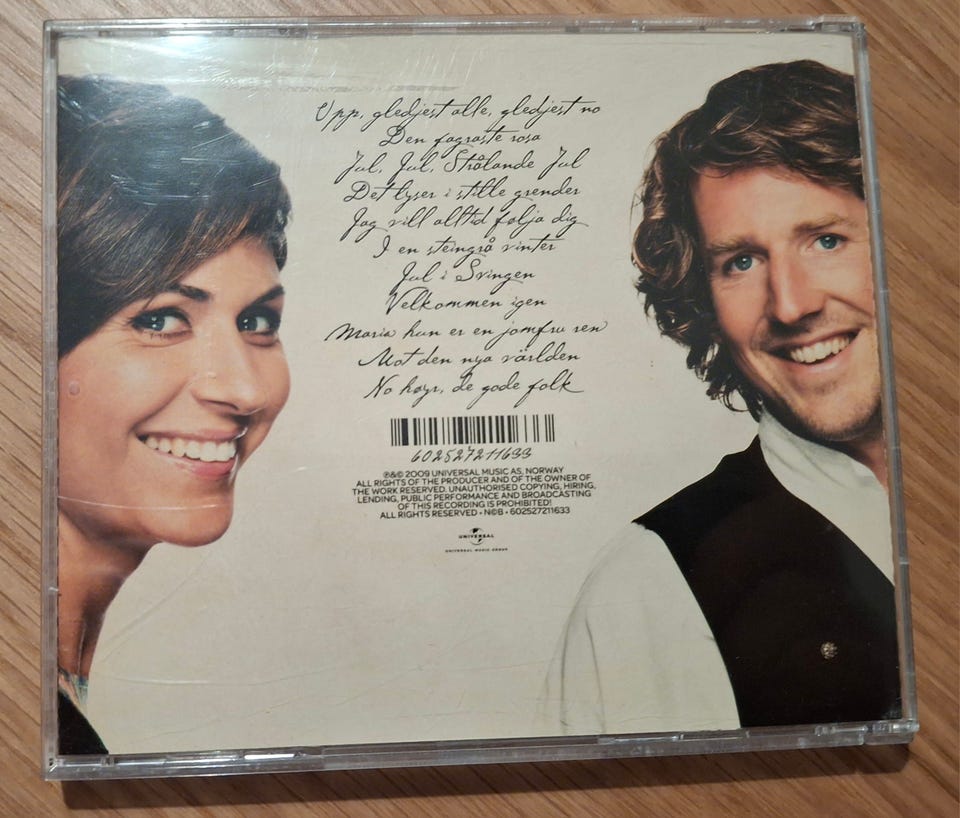 Upp, gledjest alle, gledjest no
Den fagraste rosa
Jul, Jul, Strålande Jul
Det lyser i stille grender
Jag vill alltid følja dig
I en steingrå vinter
Jul i Svingen
Velkommen igen
Maria hun er en jomfru ren
Mot den nya världen
No høyr, de gode folk
602527211633
℗&© 2009 UNIVERSAL MUSIC AS, NORWAY
ALL RIGHTS OF THE PRODUCER AND OF THE OWNER OF
THE WORK RESERVED. UNAUTHORISED COPYING, HIRING,
LENDING, PUBLIC PERFORMANCE AND BROADCASTING
OF THIS RECORDING IS PROHIBITED!
ALL RIGHTS RESERVED • N©B • 602527211633
UNIVERSAL
UNIVERSAL MUSIC GROUP